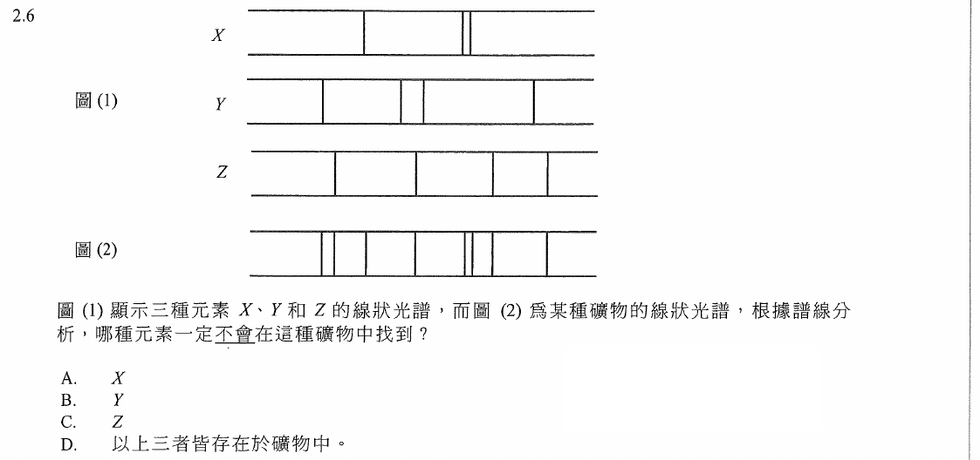 2.6
X
圖 (1)
Y
Z
圖 (2)
圖 (1) 顯示三種元素 X、Y 和 Z 的線狀光譜，而圖 (2) 爲某種礦物的線狀光譜，根據譜線分
析，哪種元素一定不會在這種礦物中找到？
A. X
B. Y
C. Z
D. 以上三者皆存在於礦物中。